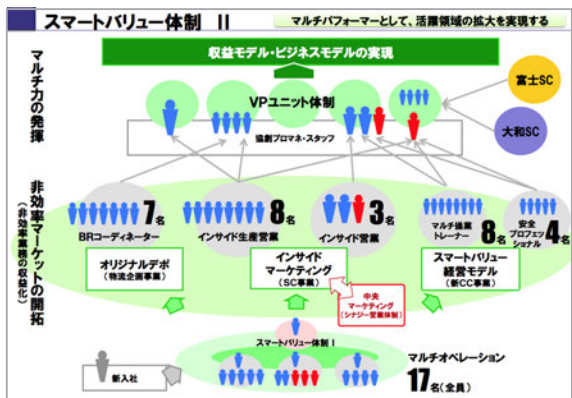 スマートバリュー体制 Ⅱ
マルチパフォーマーとして、活躍領域の拡大を実現する
収益モデル・ビジネスモデルの実現
マルチ力の発揮
VPユニット体制
協創プロマネ・スタッフ
富士SC
大和SC
非効率マーケットの開拓
(非効率業務の収益化)
7名
BRコーディネーター
8名
インサイド生産営業
3名
インサイド営業
8名
マルチ提案
トレーナー
4名
安全
プロフェッ
ショナル
オリジナルデポ
(物流企画事業)
インサイド
マーケティング
(SC事業)
スマートバリュー
経営モデル
(新CC事業)
中央
マーケティング
(シナジー営業体制)
スマートバリュー体制Ⅰ
マルチオペレーション
17名(全員)
新入社